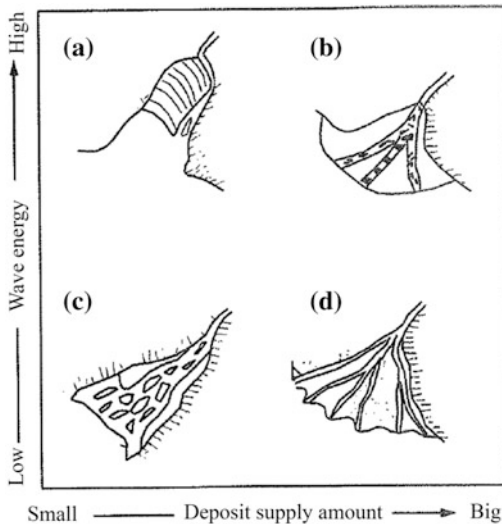 High
Wave energy
Low
(a)
(b)
(c)
(d)
Small
Deposit supply amount
Big